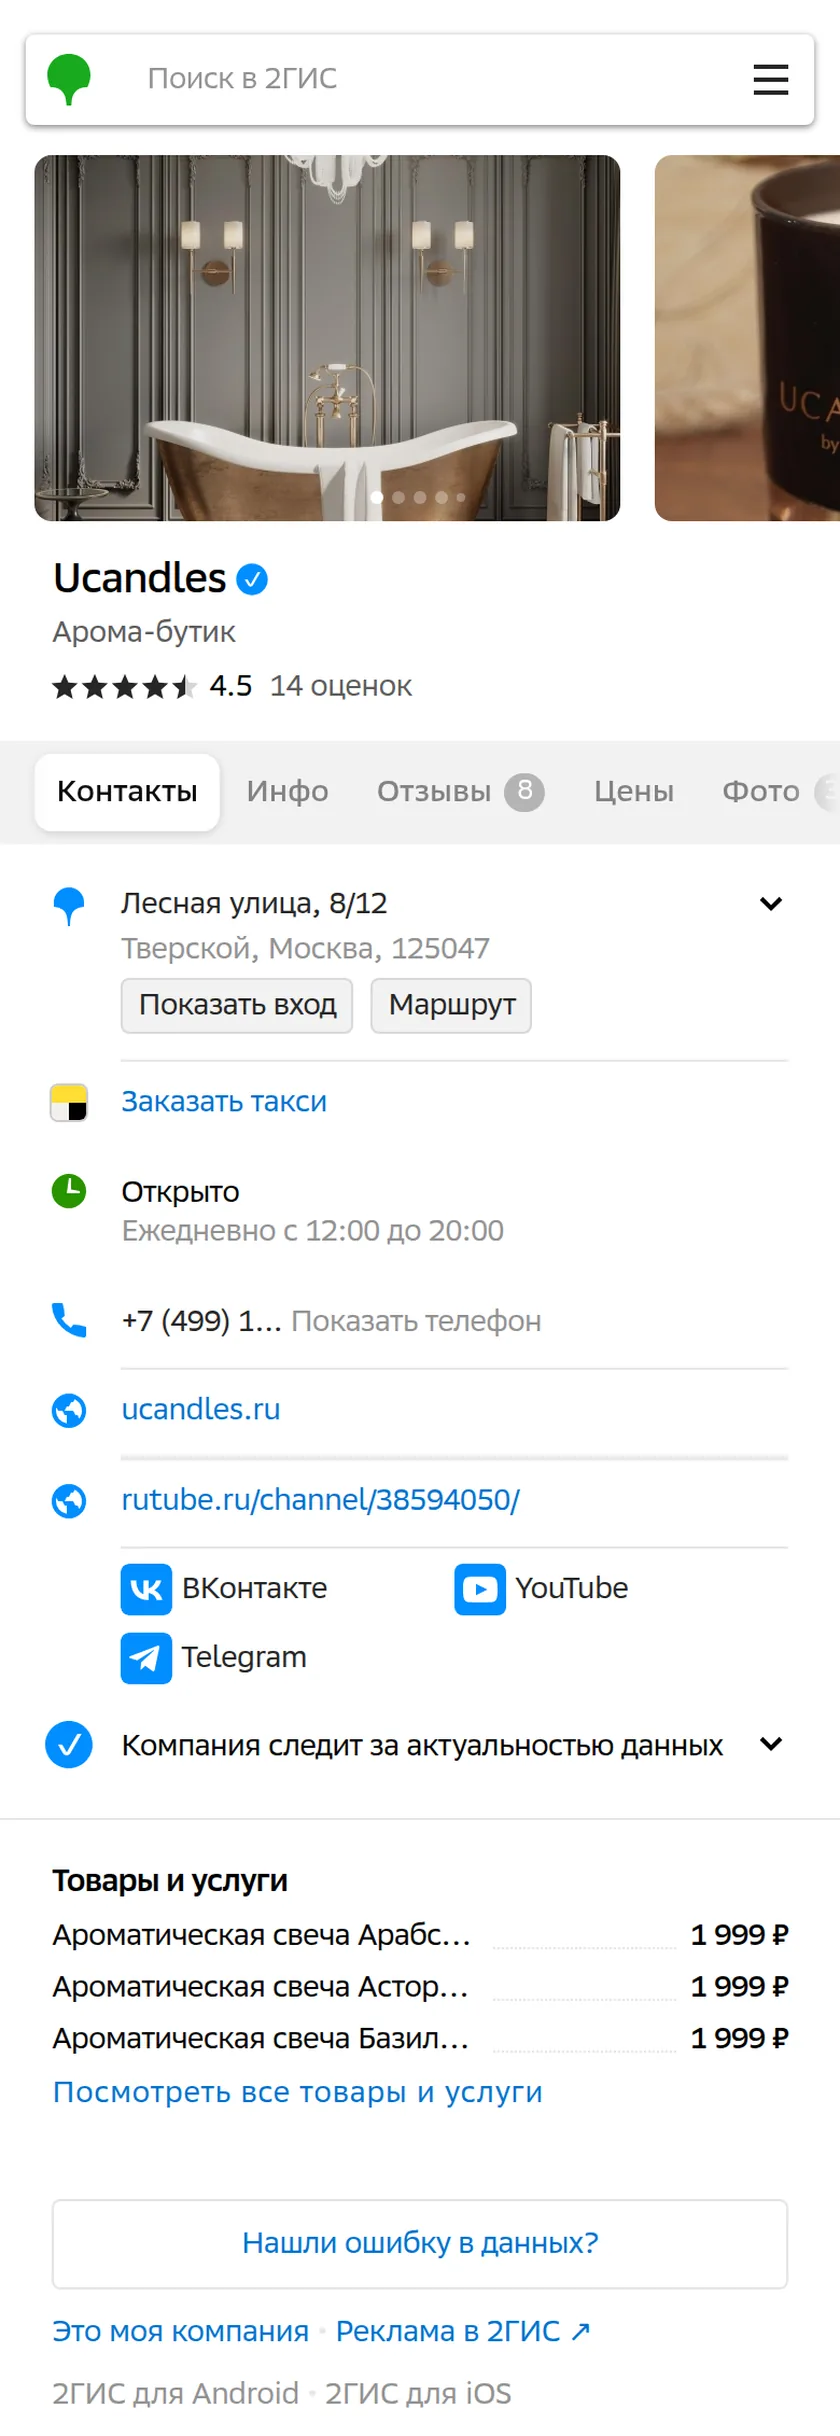 Поиск в 2ГИС
UCA
by
Ucandles
Арома-бутик
4.5 14 оценок
Контакты Инфо Отзывы 8 Цены Фото
Лесная улица, 8/12
Тверской, Москва, 125047
Показать вход Маршрут
Заказать такси
Открыто
Ежедневно с 12:00 до 20:00
+7 (499) 1... Показать телефон
ucandles.ru
rutube.ru/channel/38594050/
ВКонтакте YouTube
Telegram
Компания следит за актуальностью данных
Товары и услуги
Ароматическая свеча Арабс... 1 999 ₽
Ароматическая свеча Астор... 1 999 ₽
Ароматическая свеча Базил... 1 999 ₽
Посмотреть все товары и услуги
Нашли ошибку в данных?
Это моя компания • Реклама в 2ГИС ↗
2ГИС для Android • 2ГИС для iOS